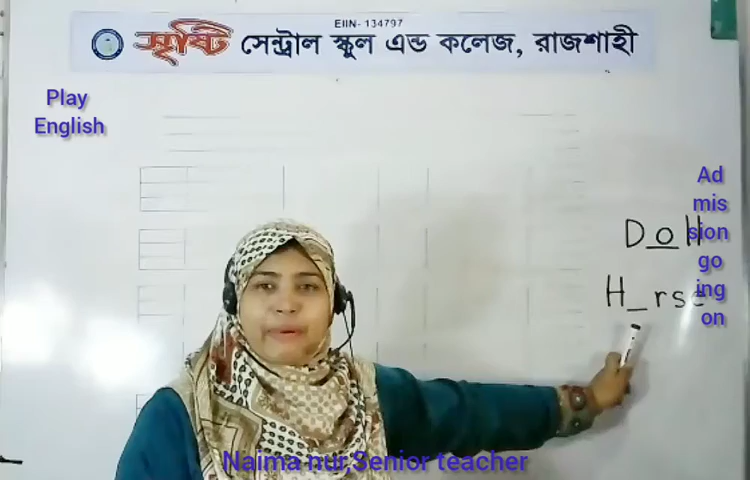 EIIN- 134797
সৃষ্টি সেন্ট্রাল স্কুল এন্ড কলেজ, রাজশাহী
Play
English
Ad
mis
sion
go
ing
on
Doll
H_rse
Naima nur,Senior teacher